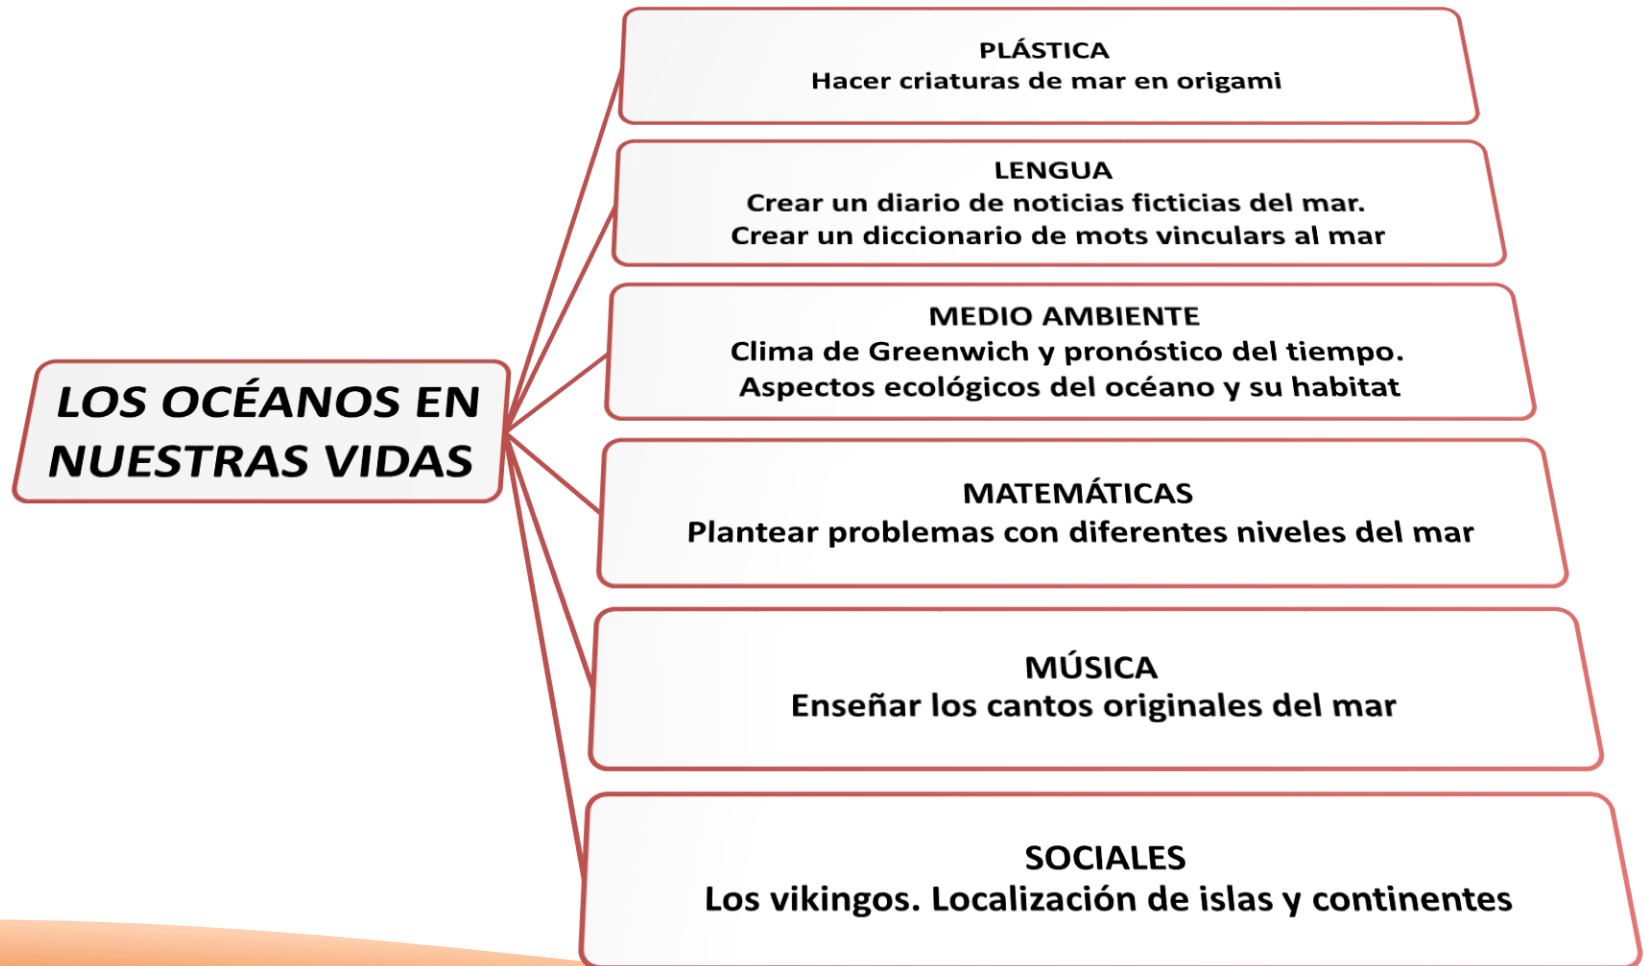 PLÁSTICA
Hacer criaturas de mar en origami
LENGUA
Crear un diario de noticias ficticias del mar.
Crear un diccionario de mots vinculars al mar
MEDIO AMBIENTE
Clima de Greenwich y pronóstico del tiempo.
Aspectos ecológicos del océano y su habitat
LOS OCÉANOS EN
NUESTRAS VIDAS
MATEMÁTICAS
Plantear problemas con diferentes niveles del mar
MÚSICA
Enseñar los cantos originales del mar
SOCIALES
Los vikingos. Localización de islas y continentes